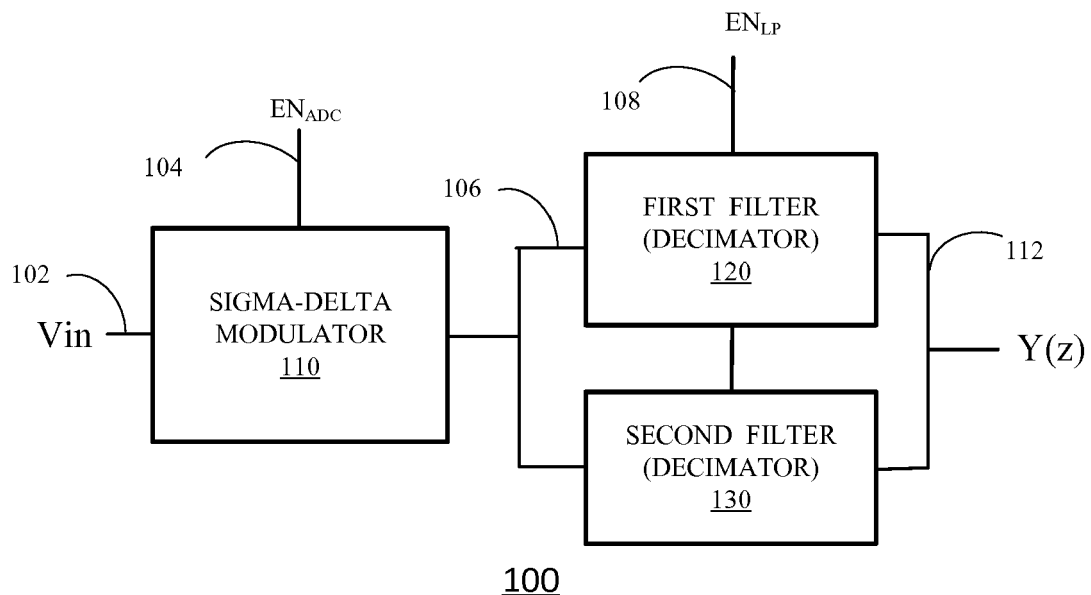 EN_LP
108
EN_ADC
104
106
FIRST FILTER
(DECIMATOR)
120
112
102
SIGMA-DELTA
MODULATOR
110
Vin
Y(z)
SECOND FILTER
(DECIMATOR)
130
100